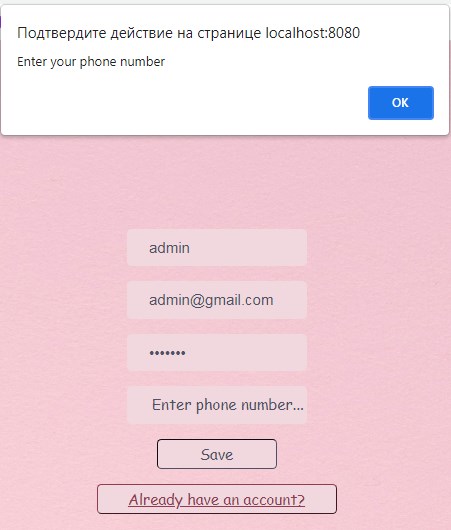 Подтвердите действие на странице localhost:8080
Enter your phone number
OK
admin
admin@gmail.com
•••••••
Enter phone number...
Save
Already have an account?